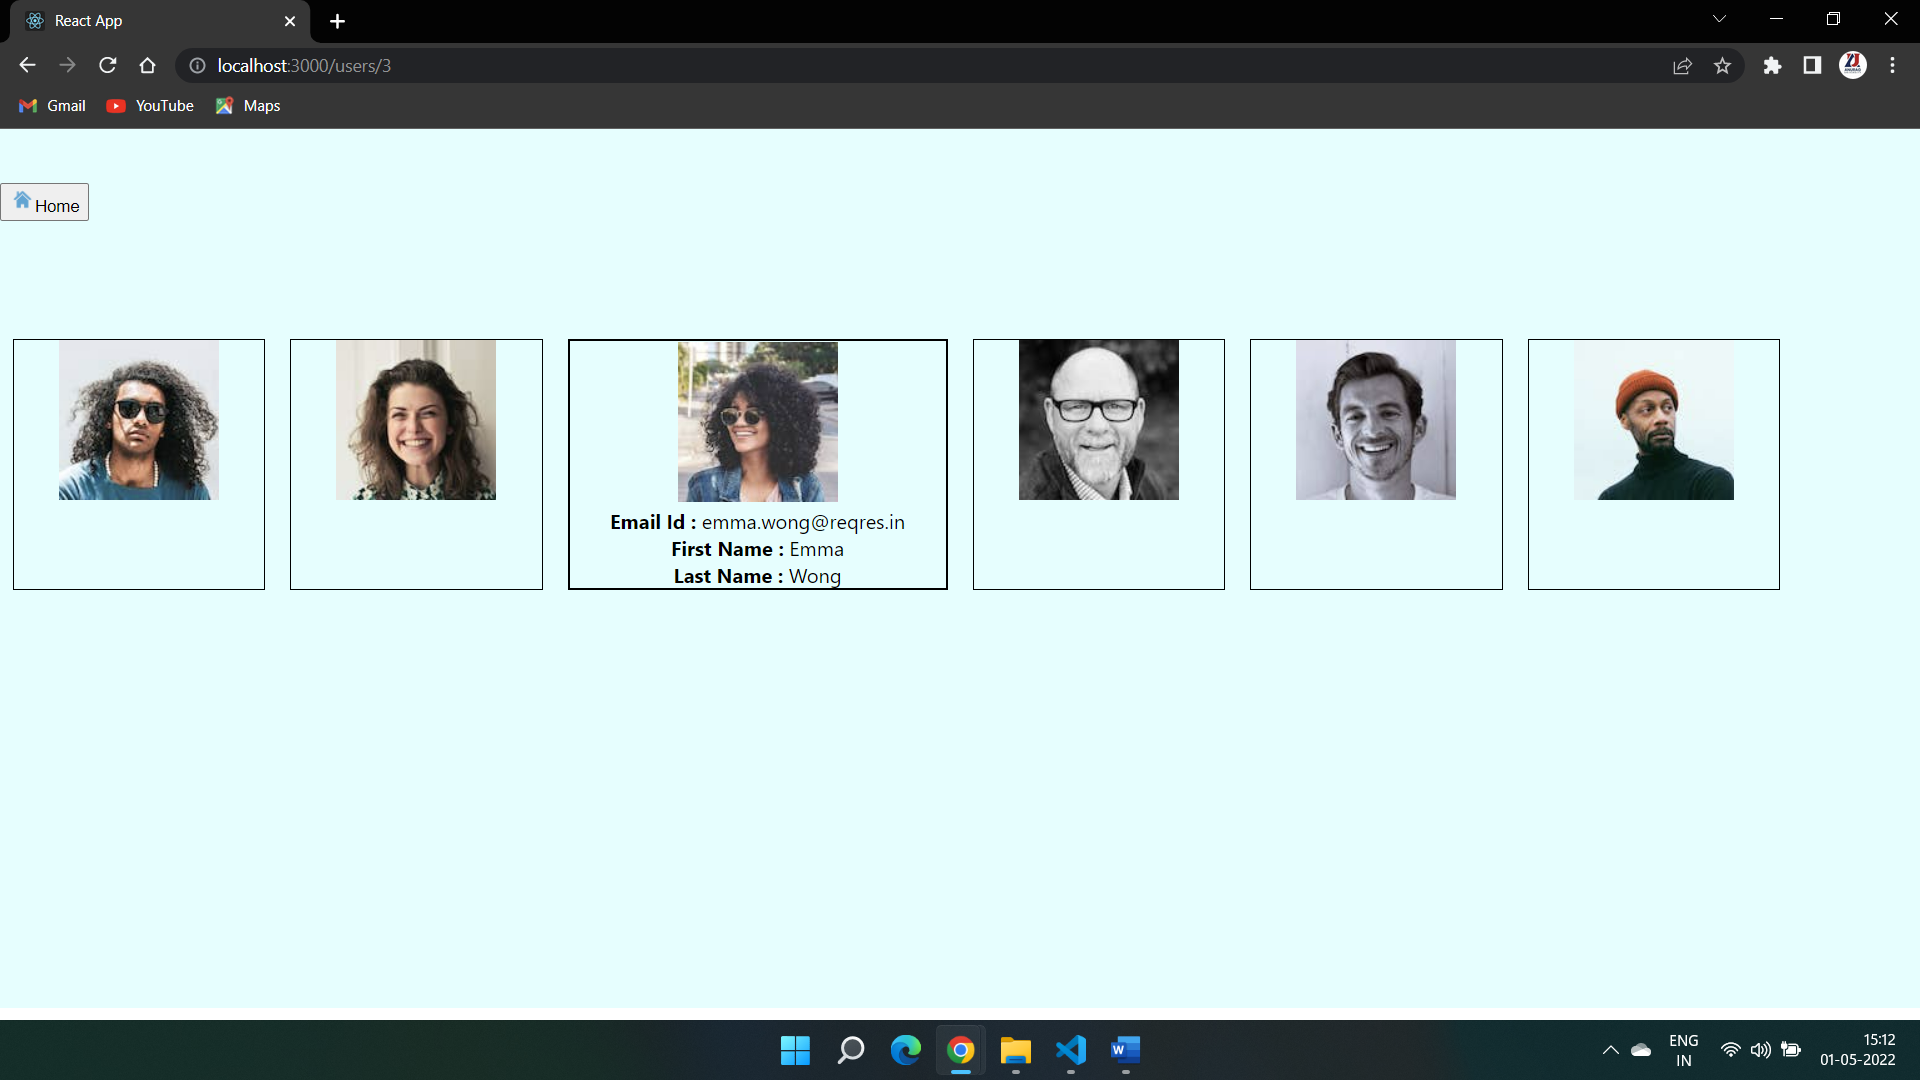 React App
localhost:3000/users/3
Gmail
YouTube
Maps
Home
Email Id : emma.wong@reqres.in
First Name : Emma
Last Name : Wong
ENG
IN
15:12
01-05-2022